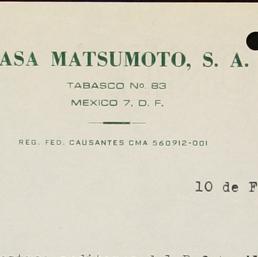 ASA MATSUMOTO, S. A.
TABASCO No. 83
MEXICO 7, D. F.
REG. FED. CAUSANTES CMA 560912-001
10 de F